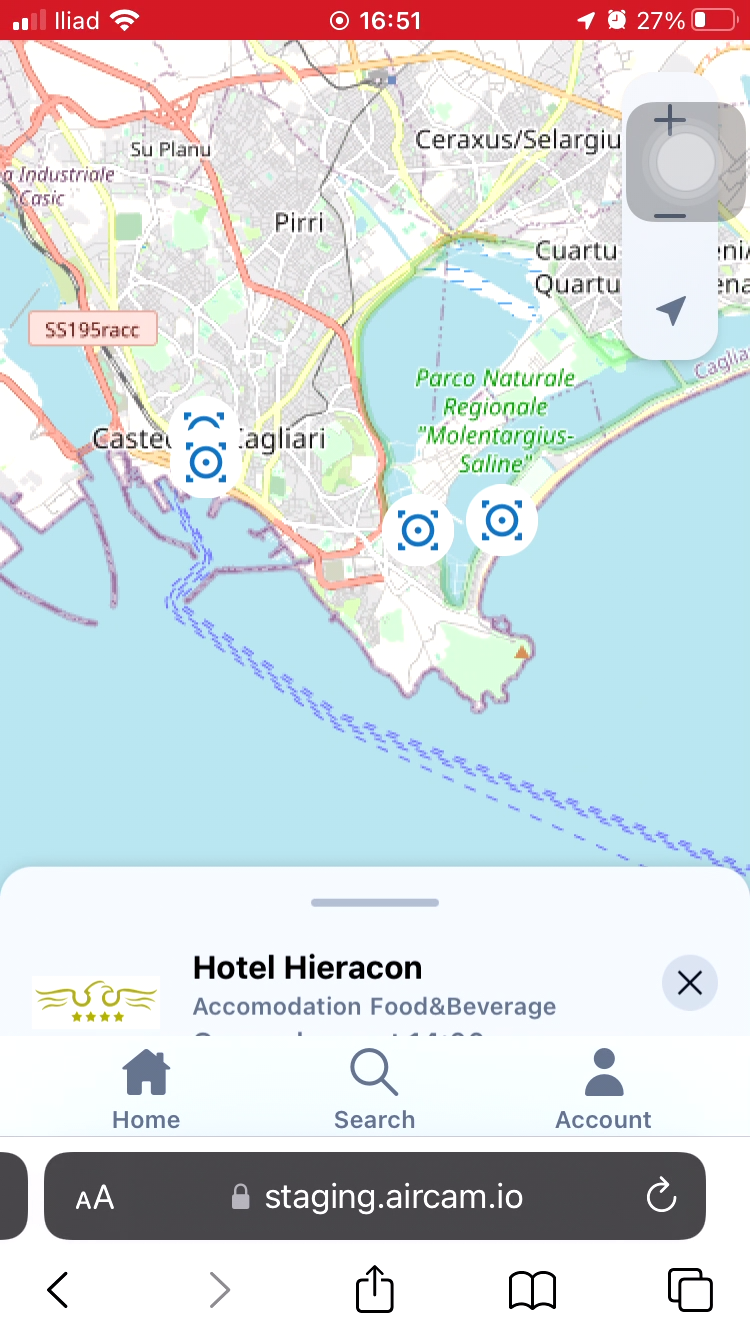 Iliad
16:51
27%
Su Planu
Ceraxus/Selargiu
a Industriale
Casic
Pirri
Cuartu
Quartu
SS195racc
Parco Naturale
Regionale
"Molentargius-
Saline"
Caglia
Castel
Cagliari
Hotel Hieracon
Accomodation Food&Beverage
Home
Search
Account
AA
staging.aircam.io